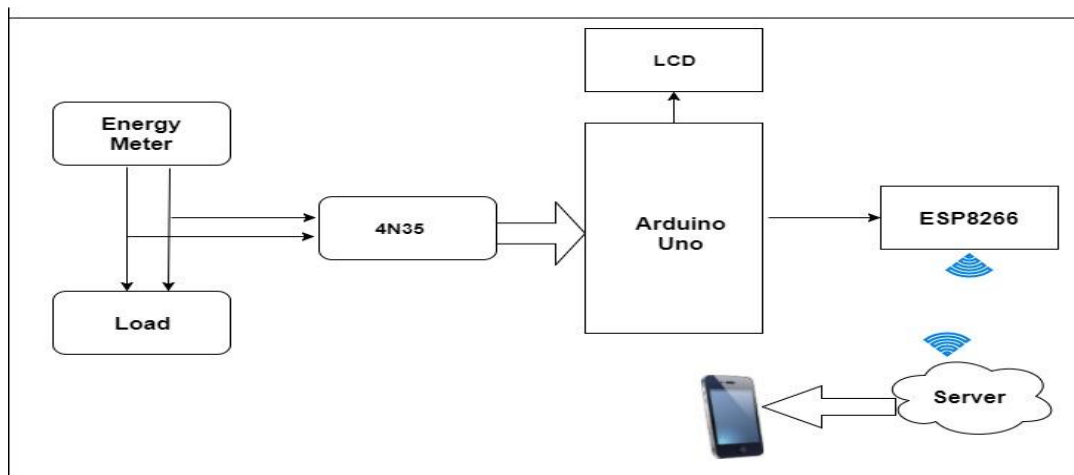 LCD
Energy
Meter
4N35
Arduino
Uno
ESP8266
Load
Server